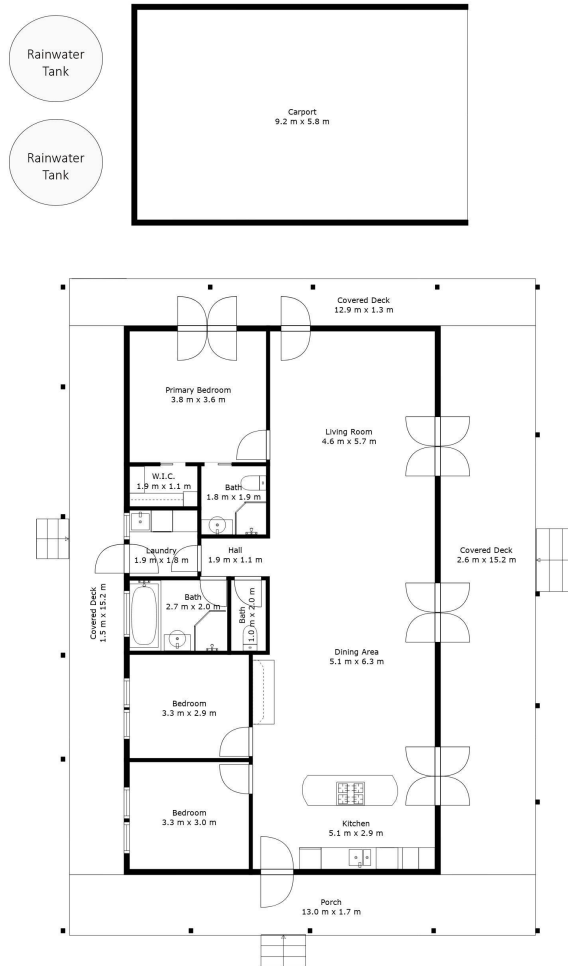 Rainwater
Tank
Carport
9.2 m x 5.8 m
Rainwater
Tank
Covered Deck
12.9 m x 1.3 m
Primary Bedroom
3.8 m x 3.6 m
Living Room
4.6 m x 5.7 m
W.I.C.
1.9 m x 1.1 m
Bath
1.8 m x 1.9 m
Laundry
1.9 m x 1.8 m
Hall
1.9 m x 1.1 m
Covered Deck
2.6 m x 15.2 m
Covered Deck
1.5 m x 15.2 m
Bath
2.7 m x 2.0 m
Bath
1.0 m x 2.0 m
Dining Area
5.1 m x 6.3 m
Bedroom
3.3 m x 2.9 m
Bedroom
3.3 m x 3.0 m
Kitchen
5.1 m x 2.9 m
Porch
13.0 m x 1.7 m